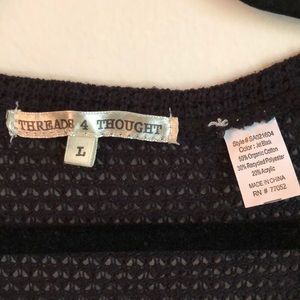 THREADS 4 THOUGHT
L
Style # SA021604
Color: Jet Black
50% Organic Cotton
30% Recycled Polyester
20% Acrylic
MADE IN CHINA
RN # 77052